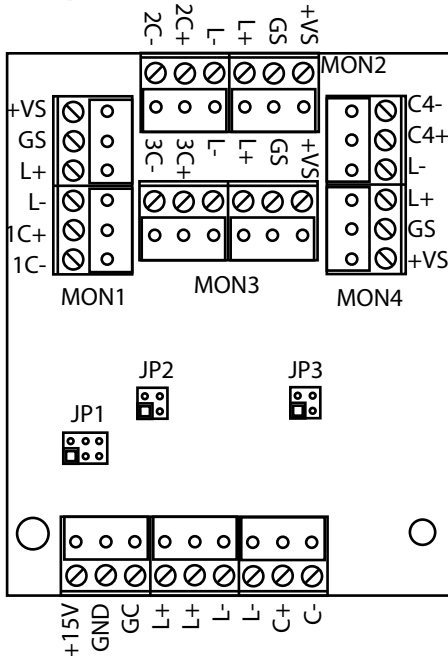 2C- 2C+ L- L+ GS +VS
MON2
+VS
GS
L+
L-
1C+
1C-
MON1
3C- 3C+ L- L+ GS +VS
MON3
C4-
C4+
L-
L+
GS
+VS
MON4
JP2
JP3
JP1
+15V GND GC L+ L+ L- L- C+ C-